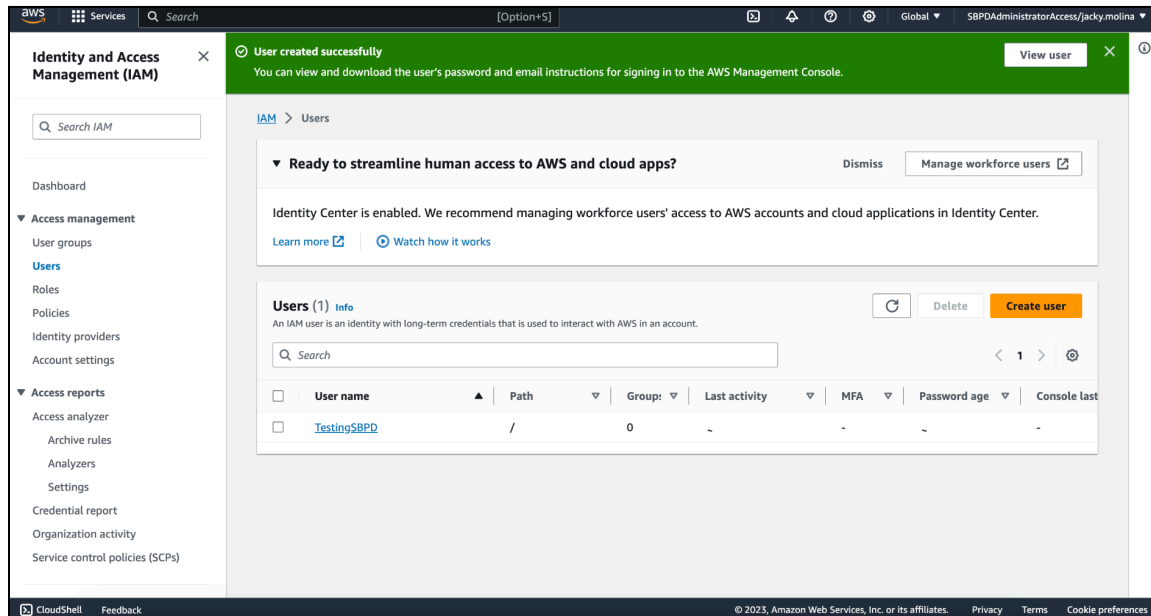 aws
Services
Search
[Option+S]
Global
SBPDAdministratorAccess/jacky.molina
Identity and Access
Management (IAM)
Search IAM
Dashboard
Access management
User groups
Users
Roles
Policies
Identity providers
Account settings
Access reports
Access analyzer
Archive rules
Analyzers
Settings
Credential report
Organization activity
Service control policies (SCPs)
User created successfully
You can view and download the user's password and email instructions for signing in to the AWS Management Console.
View user
IAM > Users
Ready to streamline human access to AWS and cloud apps?
Dismiss
Manage workforce users
Identity Center is enabled. We recommend managing workforce users' access to AWS accounts and cloud applications in Identity Center.
Learn more
Watch how it works
Users (1) Info
An IAM user is an identity with long-term credentials that is used to interact with AWS in an account.
Delete
Create user
Search
< 1 >
User name Path Group: Last activity MFA Password age Console last
TestingSBPD / 0 - - - -
CloudShell Feedback
© 2023, Amazon Web Services, Inc. or its affiliates. Privacy Terms Cookie preferences